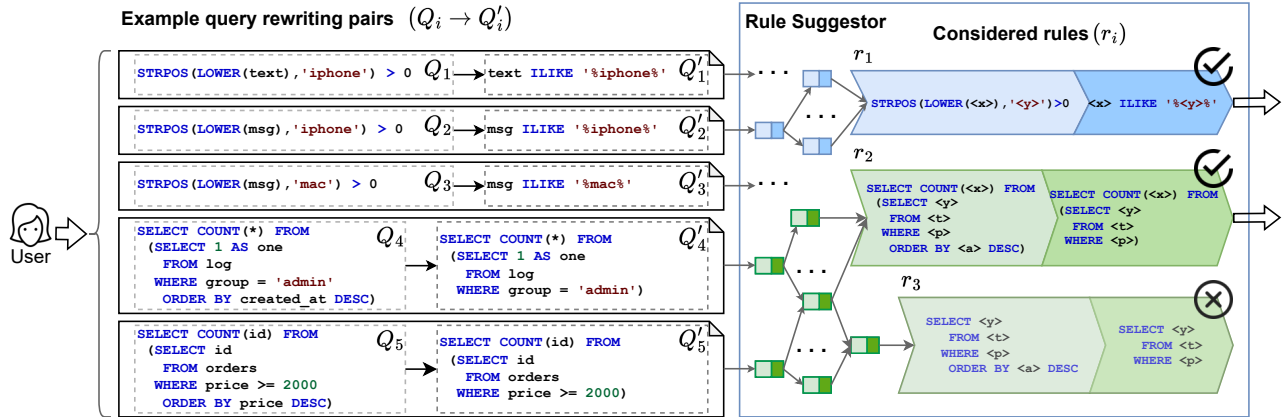 Example query rewriting pairs (Q_i → Q'_i)
Rule Suggestor
Considered rules (r_i)
User
STRPOS(LOWER(text),'iphone') > 0
Q_1
text ILIKE '%iphone%'
Q'_1
STRPOS(LOWER(msg),'iphone') > 0
Q_2
msg ILIKE '%iphone%'
Q'_2
STRPOS(LOWER(msg),'mac') > 0
Q_3
msg ILIKE '%mac%'
Q'_3
SELECT COUNT(*) FROM
(SELECT 1 AS one
FROM log
WHERE group = 'admin'
ORDER BY created_at DESC)
Q_4
SELECT COUNT(*) FROM
(SELECT 1 AS one
FROM log
WHERE group = 'admin')
Q'_4
SELECT COUNT(id) FROM
(SELECT id
FROM orders
WHERE price >= 2000
ORDER BY price DESC)
Q_5
SELECT COUNT(id) FROM
(SELECT id
FROM orders
WHERE price >= 2000)
Q'_5
...
...
...
...
...
r_1
STRPOS(LOWER(<x>),'<y>')>0
<x> ILIKE '%<y>%'
r_2
SELECT COUNT(<x>) FROM
(SELECT <y>
FROM <t>
WHERE <p>
ORDER BY <a> DESC)
SELECT COUNT(<x>) FROM
(SELECT <y>
FROM <t>
WHERE <p>)
r_3
SELECT <y>
FROM <t>
WHERE <p>
ORDER BY <a> DESC
SELECT <y>
FROM <t>
WHERE <p>